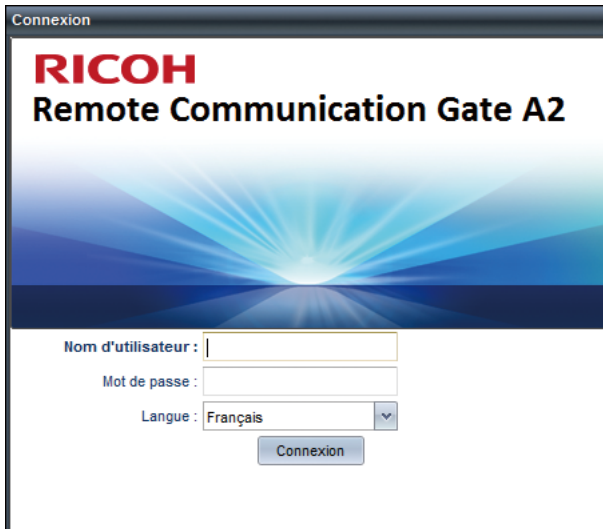 Connexion
RICOH
Remote Communication Gate A2
Nom d'utilisateur :
Mot de passe :
Langue : Français
Connexion